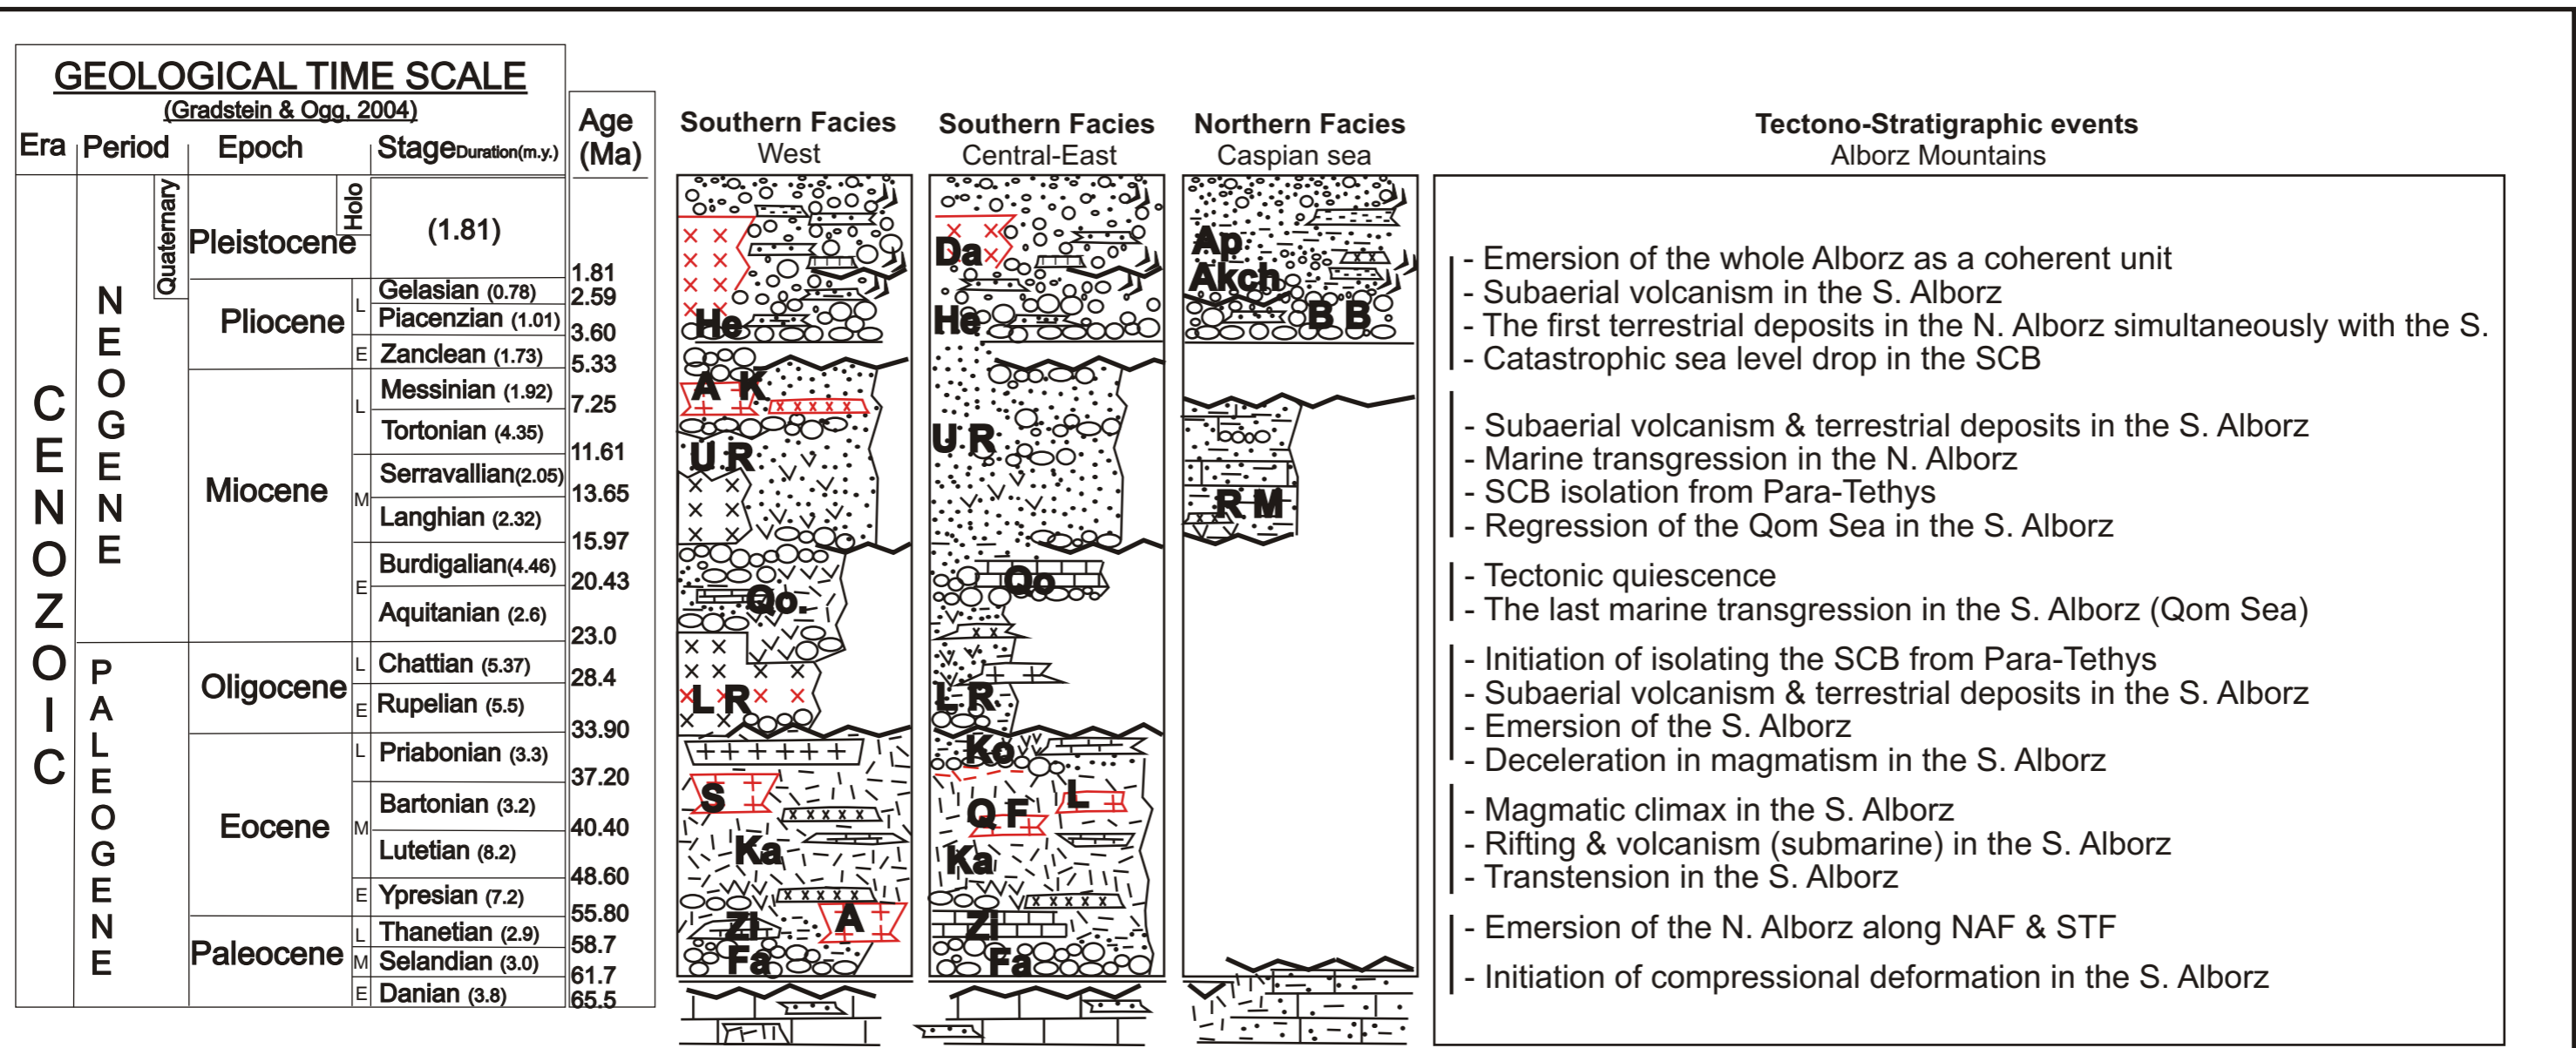 GEOLOGICAL TIME SCALE
(Gradstein & Ogg, 2004)
Era Period Epoch Stage Duration(m.y.)
Age
(Ma)
Southern Facies
West
Southern Facies
Central-East
Northern Facies
Caspian sea
Tectono-Stratigraphic events
Alborz Mountains
CENOZOIC
NEOGENE
PALEOGENE
Quaternary
Holo
Pleistocene
(1.81)
1.81
Pliocene
L
Gelasian (0.78)
2.59
Piacenzian (1.01)
3.60
E
Zanclean (1.73)
5.33
Miocene
L
Messinian (1.92)
7.25
Tortonian (4.35)
11.61
M
Serravallian(2.05)
13.65
Langhian (2.32)
15.97
E
Burdigalian(4.46)
20.43
Aquitanian (2.6)
23.0
Oligocene
L
Chattian (5.37)
28.4
E
Rupelian (5.5)
33.90
Eocene
L
Priabonian (3.3)
37.20
M
Bartonian (3.2)
40.40
Lutetian (8.2)
48.60
E
Ypresian (7.2)
55.80
Paleocene
L
Thanetian (2.9)
58.7
M
Selandian (3.0)
61.7
E
Danian (3.8)
65.5
He
A K
U R
Qo.
L R
S
Ka
Zi
A
Fa
Da
He
U R
Qo
L R
Ko
Q F
L
Ka
Zi
Fa
Ap
Akch
B B
R M
- Emersion of the whole Alborz as a coherent unit
- Subaerial volcanism in the S. Alborz
- The first terrestrial deposits in the N. Alborz simultaneously with the S.
- Catastrophic sea level drop in the SCB
- Subaerial volcanism & terrestrial deposits in the S. Alborz
- Marine transgression in the N. Alborz
- SCB isolation from Para-Tethys
- Regression of the Qom Sea in the S. Alborz
- Tectonic quiescence
- The last marine transgression in the S. Alborz (Qom Sea)
- Initiation of isolating the SCB from Para-Tethys
- Subaerial volcanism & terrestrial deposits in the S. Alborz
- Emersion of the S. Alborz
- Deceleration in magmatism in the S. Alborz
- Magmatic climax in the S. Alborz
- Rifting & volcanism (submarine) in the S. Alborz
- Transtension in the S. Alborz
- Emersion of the N. Alborz along NAF & STF
- Initiation of compressional deformation in the S. Alborz